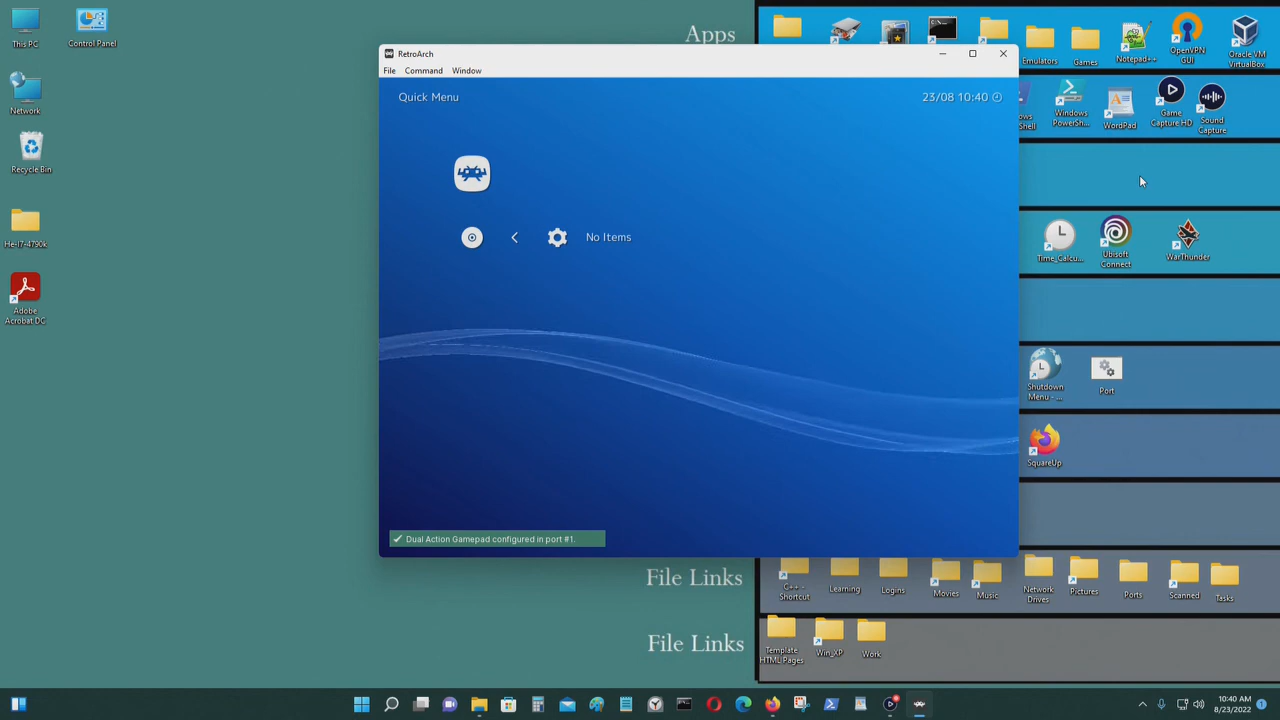 This PC
Control Panel
Apps
Network
Recycle Bin
He-I7-4790k
Adobe
Acrobat DC
RetroArch
File
Command
Window
Quick Menu
23/08 10:40
No Items
Dual Action Gamepad configured in port #1.
Emulators
Games
Notepad++
OpenVPN
GUI
Oracle VM
VirtualBox
Shell
Windows
PowerSh...
WordPad
Game
Capture HD
Sound
Capture
Time_Calcu...
Ubisoft
Connect
WarThunder
Shutdown
Menu - ...
Port
SquareUp
File Links
C++ -
Shortcut
Learning
Logins
Movies
Music
Network
Drives
Pictures
Ports
Scanned
Tasks
File Links
Template
HTML Pages
Win_XP
Work
10:40 AM
8/23/2022